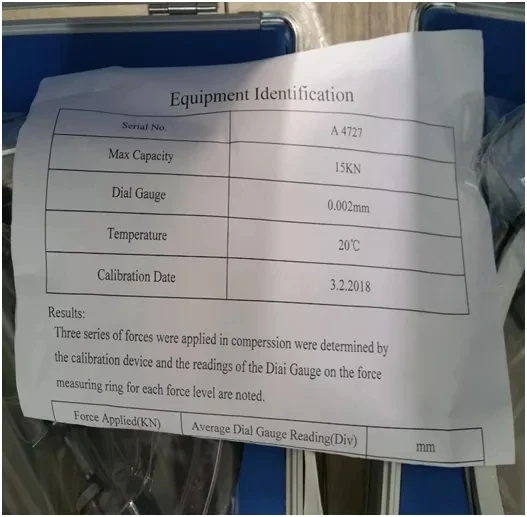 Equipment Identification
Serial No. A 4727
Max Capacity 15KN
Dial Gauge 0.002mm
Temperature 20℃
Calibration Date 3.2.2018
Results:
Three series of forces were applied in comperssion were determined by
the calibration device and the readings of the Diai Gauge on the force
measuring ring for each force level are noted.
Force Applied(KN) Average Dial Gauge Reading(Div) mm